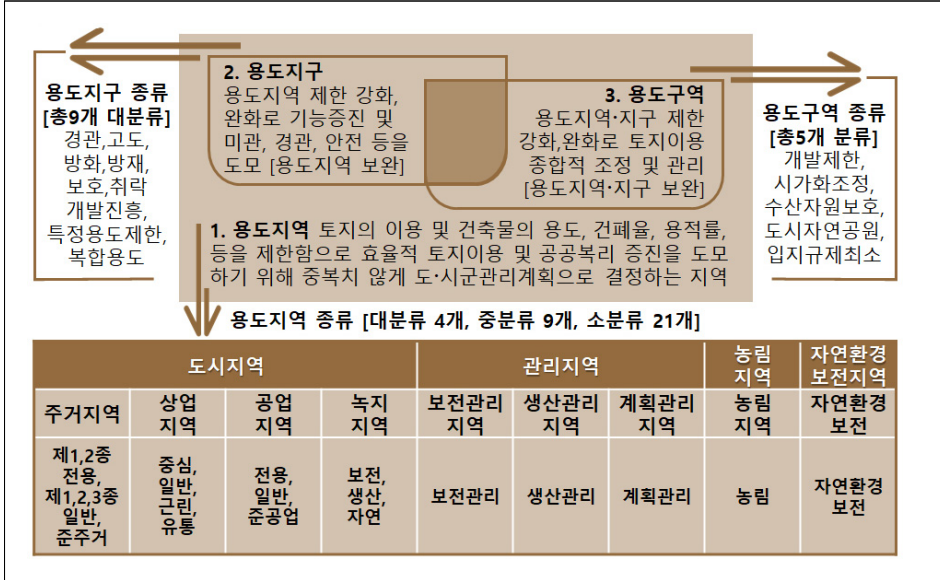 용도지구 종류
[총9개 대분류]
경관,고도,
방화,방재,
보호,취락
개발진흥,
특정용도제한,
복합용도
2. 용도지구
용도지역 제한 강화,
완화로 기능증진 및
미관, 경관, 안전 등을
도모 [용도지역 보완]
3. 용도구역
용도지역·지구 제한
강화,완화로 토지이용
종합적 조정 및 관리
[용도지역·지구 보완]
용도구역 종류
[총5개 분류]
개발제한,
시가화조정,
수산자원보호,
도시자연공원,
입지규제최소
1. 용도지역 토지의 이용 및 건축물의 용도, 건폐율, 용적률,
등을 제한함으로 효율적 토지이용 및 공공복리 증진을 도모
하기 위해 중복치 않게 도·시군관리계획으로 결정하는 지역
용도지역 종류 [대분류 4개, 중분류 9개, 소분류 21개]
도시지역
관리지역
농림
지역
자연환경
보전지역
주거지역
상업
지역
공업
지역
녹지
지역
보전관리
지역
생산관리
지역
계획관리
지역
농림
지역
자연환경
보전
제1,2종
전용,
제1,2,3종
일반,
준주거
중심,
일반,
근린,
유통
전용,
일반,
준공업
보전,
생산,
자연
보전관리
생산관리
계획관리
농림
자연환경
보전